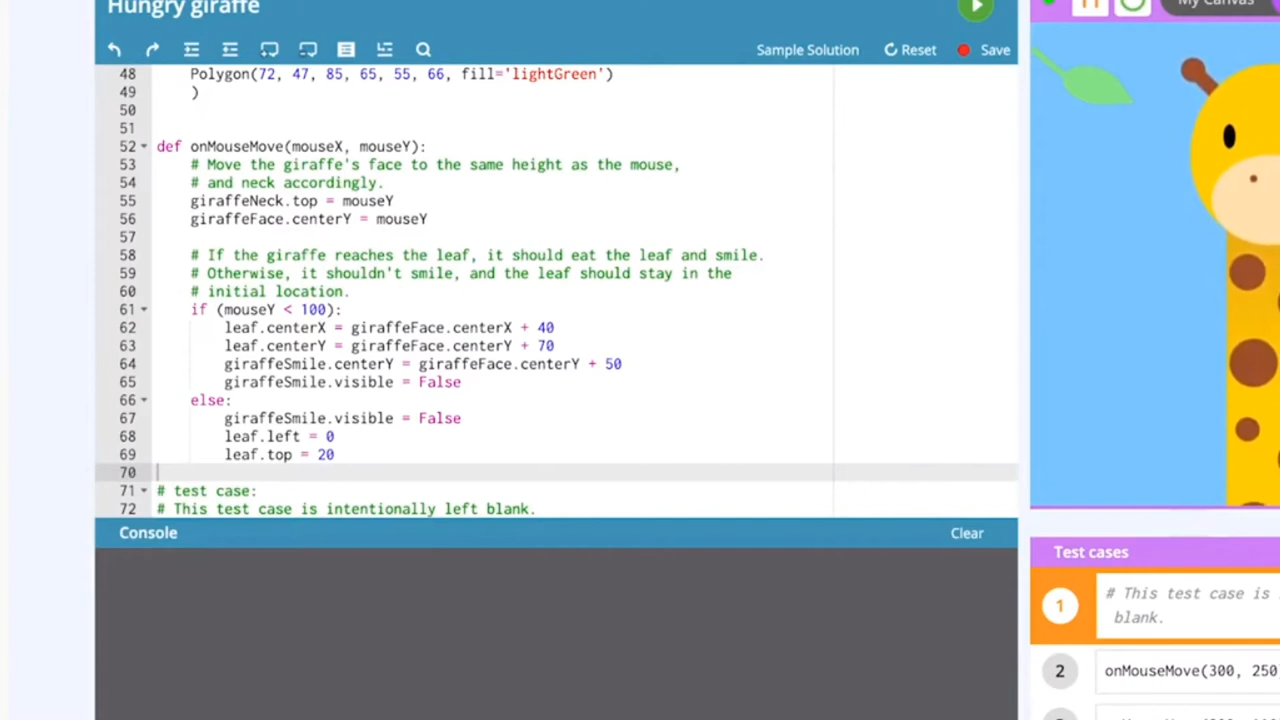 Hungry giraffe
My Canvas
Sample Solution Reset Save
48 Polygon(72, 47, 85, 65, 55, 66, fill='lightGreen')
49 )
50
51
52 def onMouseMove(mouseX, mouseY):
53 # Move the giraffe's face to the same height as the mouse,
54 # and neck accordingly.
55 giraffeNeck.top = mouseY
56 giraffeFace.centerY = mouseY
57
58 # If the giraffe reaches the leaf, it should eat the leaf and smile.
59 # Otherwise, it shouldn't smile, and the leaf should stay in the
60 # initial location.
61 if (mouseY < 100):
62 leaf.centerX = giraffeFace.centerX + 40
63 leaf.centerY = giraffeFace.centerY + 70
64 giraffeSmile.centerY = giraffeFace.centerY + 50
65 giraffeSmile.visible = False
66 else:
67 giraffeSmile.visible = False
68 leaf.left = 0
69 leaf.top = 20
70
71 # test case:
72 # This test case is intentionally left blank.
Console Clear
Test cases
1 # This test case is
blank.
2 onMouseMove(300, 250